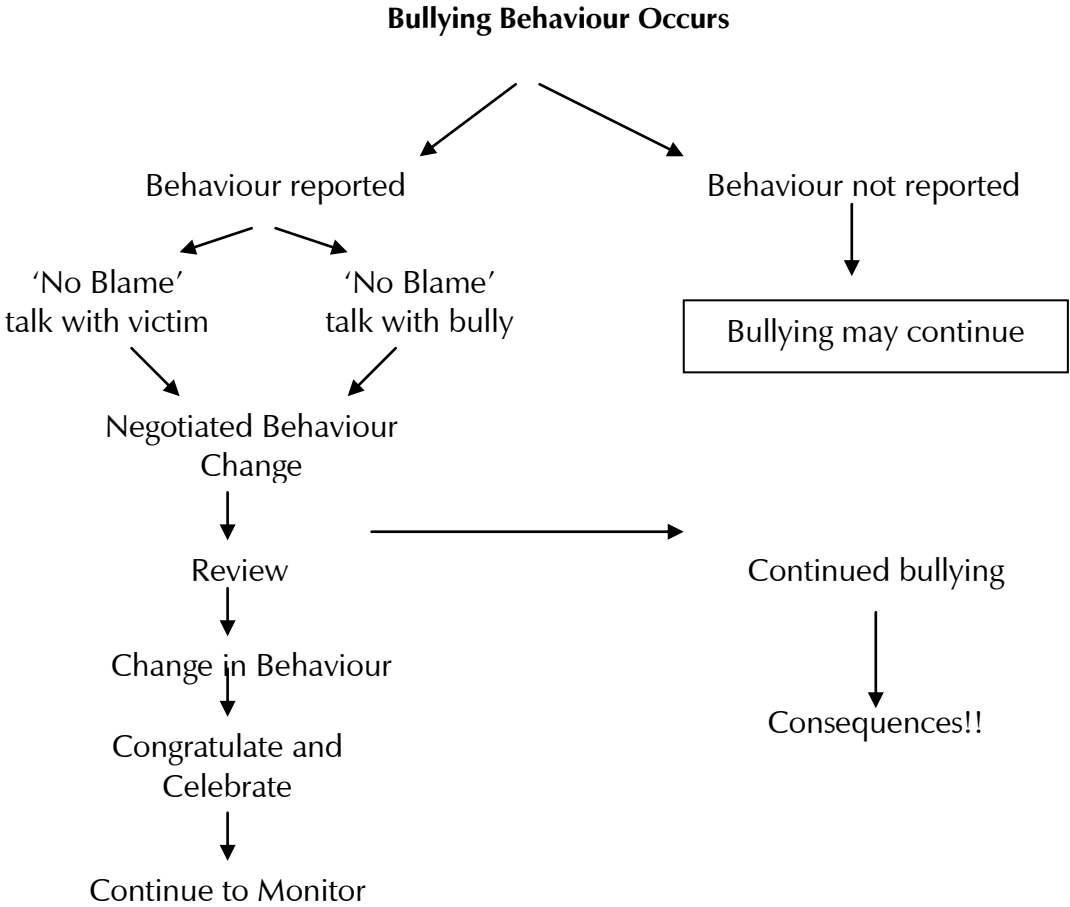 Bullying Behaviour Occurs
Behaviour reported
Behaviour not reported
‘No Blame’
talk with victim
‘No Blame’
talk with bully
Bullying may continue
Negotiated Behaviour
Change
Review
Continued bullying
Change in Behaviour
Consequences!!
Congratulate and
Celebrate
Continue to Monitor